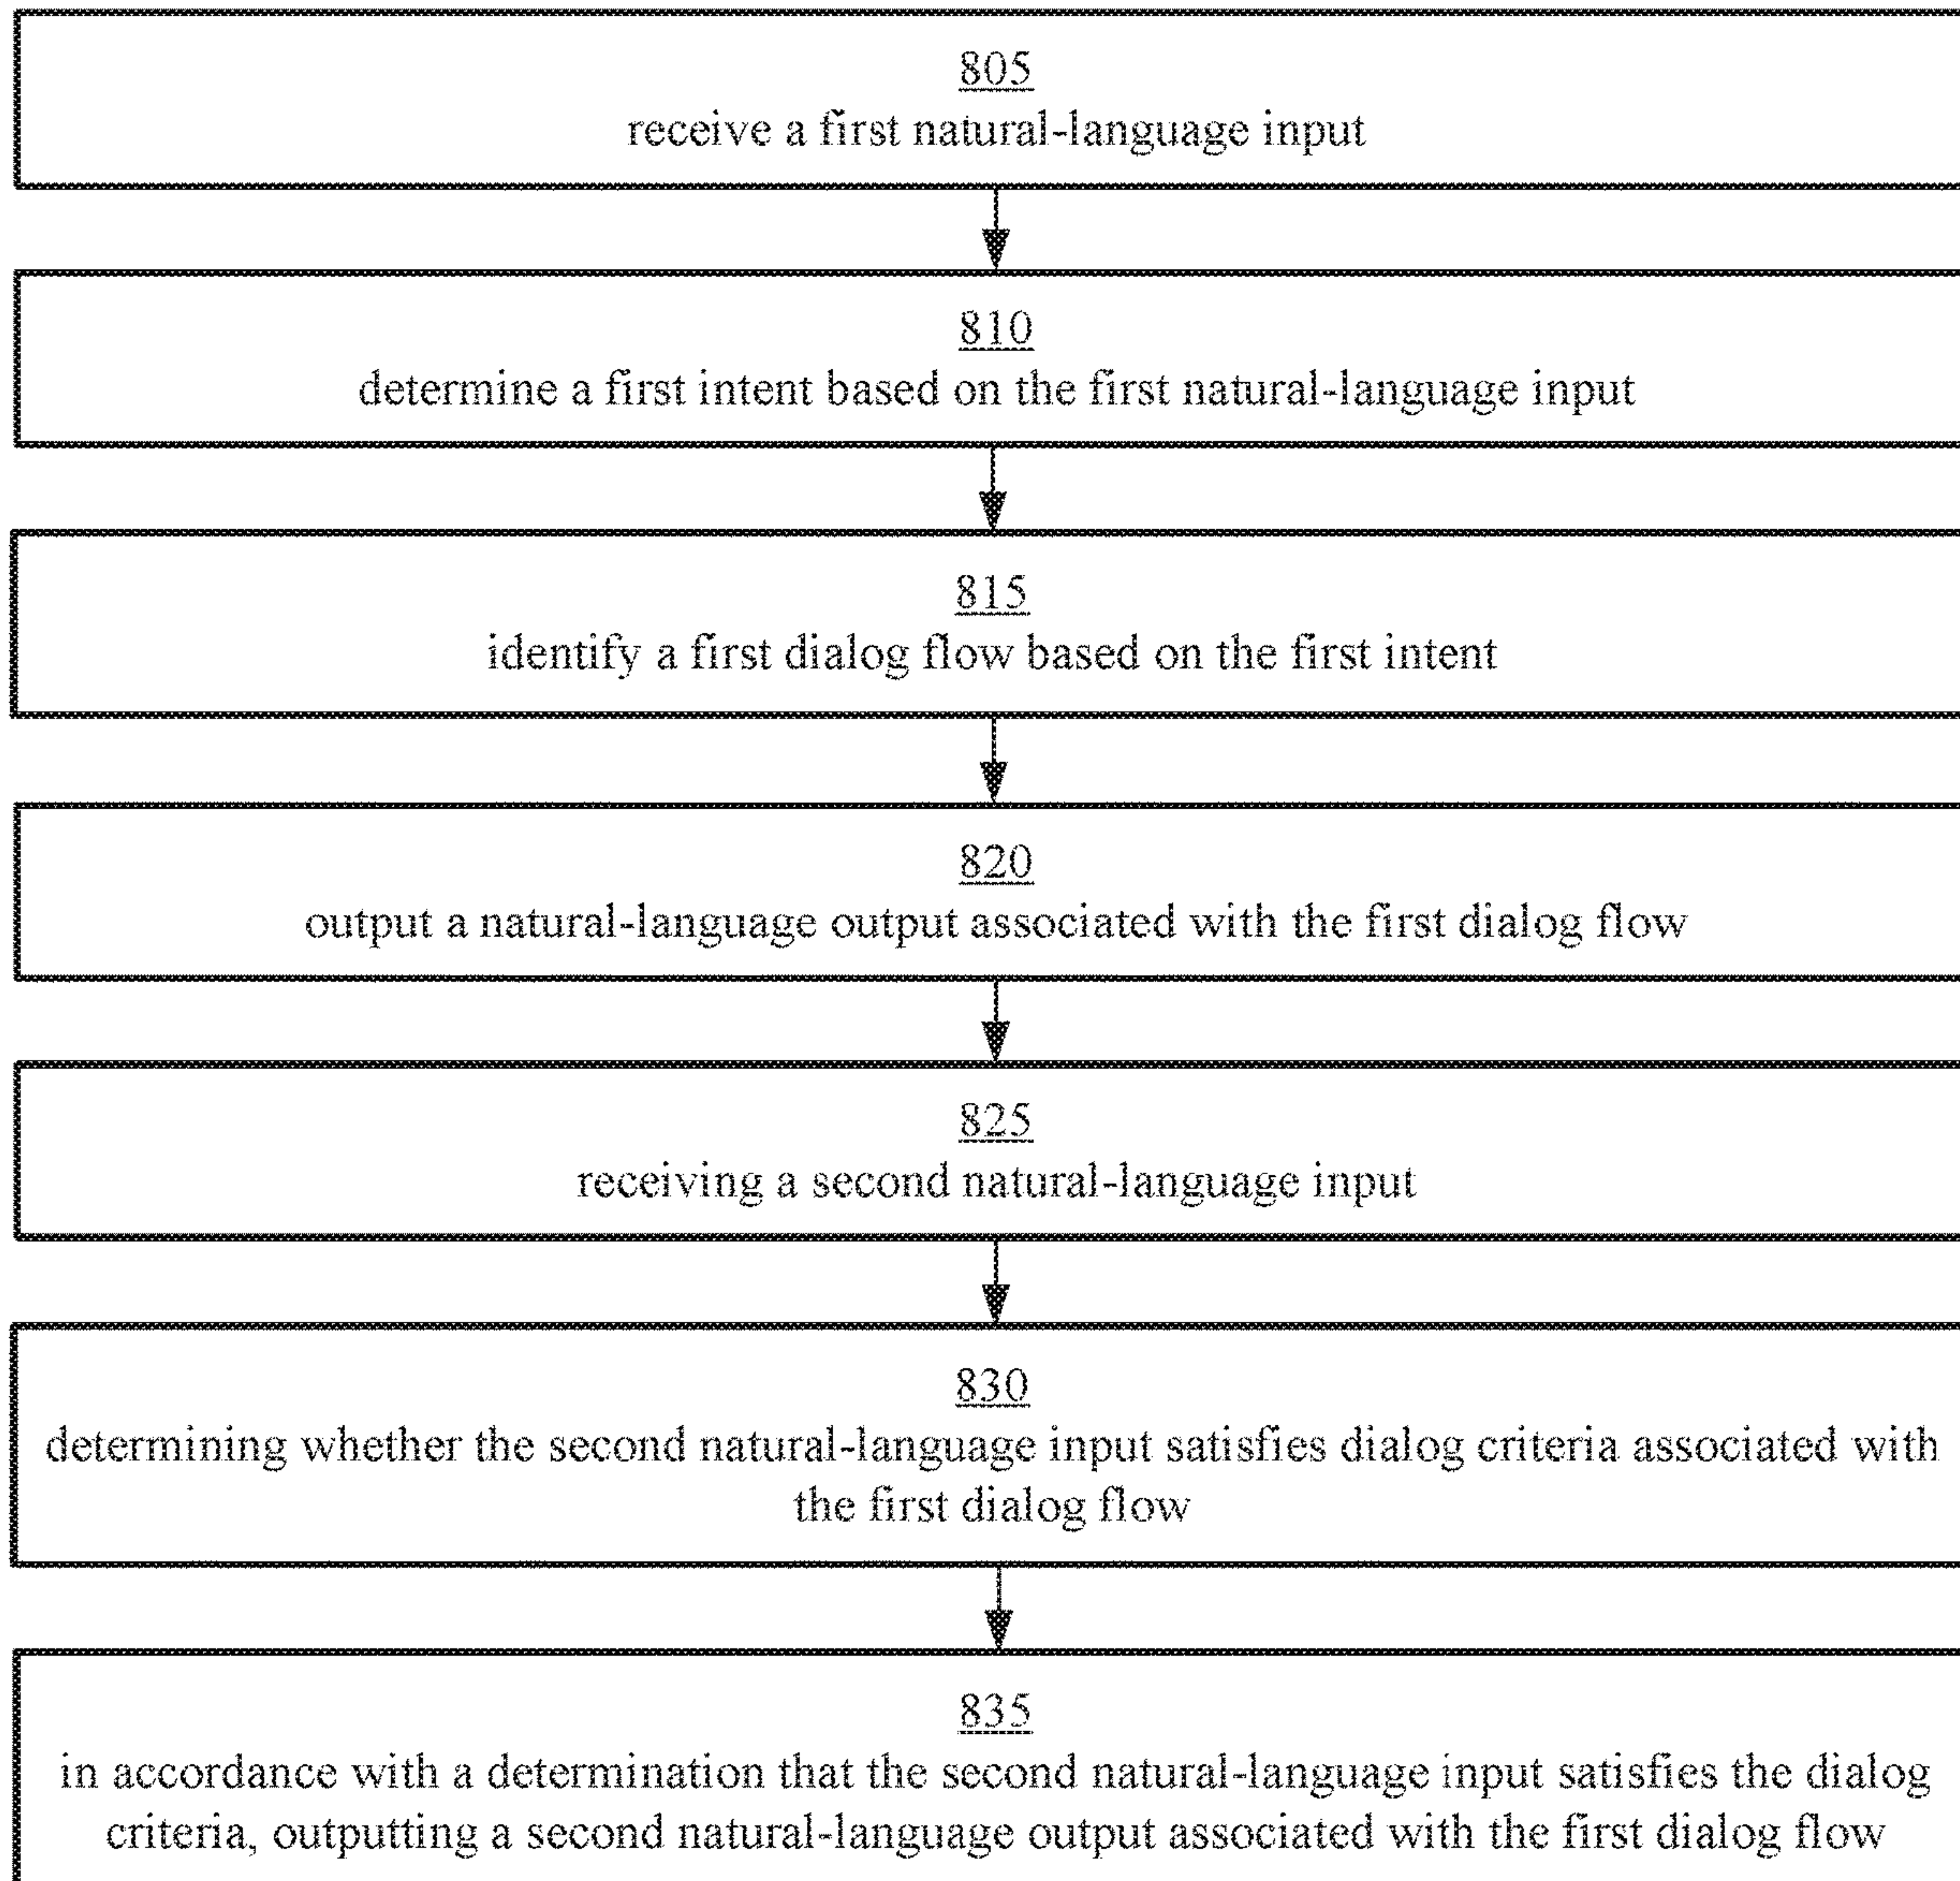 805
receive a first natural-language input
810
determine a first intent based on the first natural-language input
815
identify a first dialog flow based on the first intent
820
output a natural-language output associated with the first dialog flow
825
receiving a second natural-language input
830
determining whether the second natural-language input satisfies dialog criteria associated with
the first dialog flow
835
in accordance with a determination that the second natural-language input satisfies the dialog
criteria, outputting a second natural-language output associated with the first dialog flow